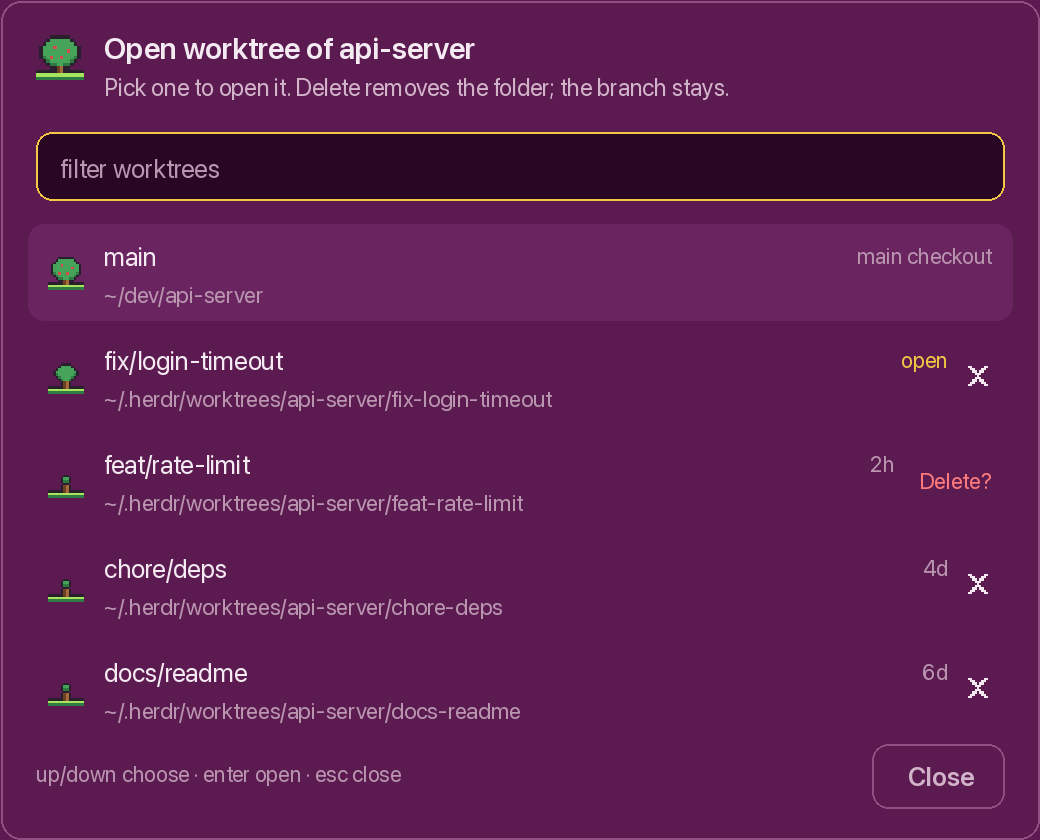 Open worktree of api-server
Pick one to open it. Delete removes the folder; the branch stays.
filter worktrees
main
main checkout
~/dev/api-server
fix/login-timeout
open
~/.herdr/worktrees/api-server/fix-login-timeout
feat/rate-limit
2h
Delete?
~/.herdr/worktrees/api-server/feat-rate-limit
chore/deps
4d
~/.herdr/worktrees/api-server/chore-deps
docs/readme
6d
~/.herdr/worktrees/api-server/docs-readme
up/down choose · enter open · esc close
Close